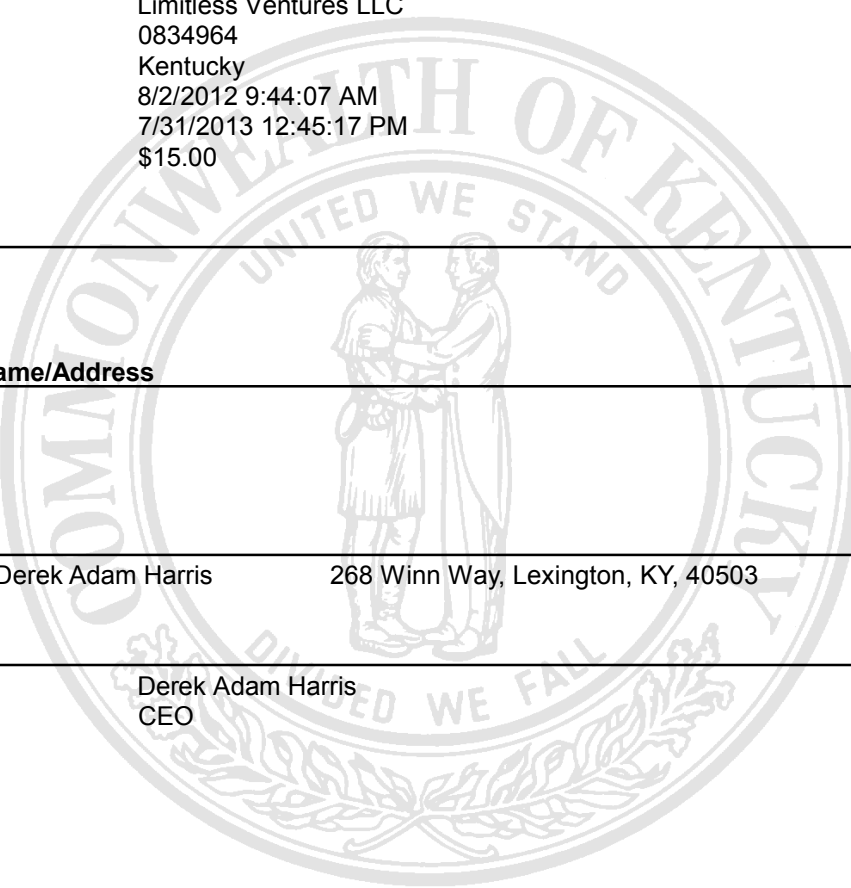 Limitless Ventures LLC
0834964
Kentucky
8/2/2012 9:44:07 AM
7/31/2013 12:45:17 PM
$15.00
COMMONWEALTH OF KENTUCKY
UNITED WE STAND
ame/Address
Derek Adam Harris 268 Winn Way, Lexington, KY, 40503
DIVIDED WE FALL
Derek Adam Harris
CEO